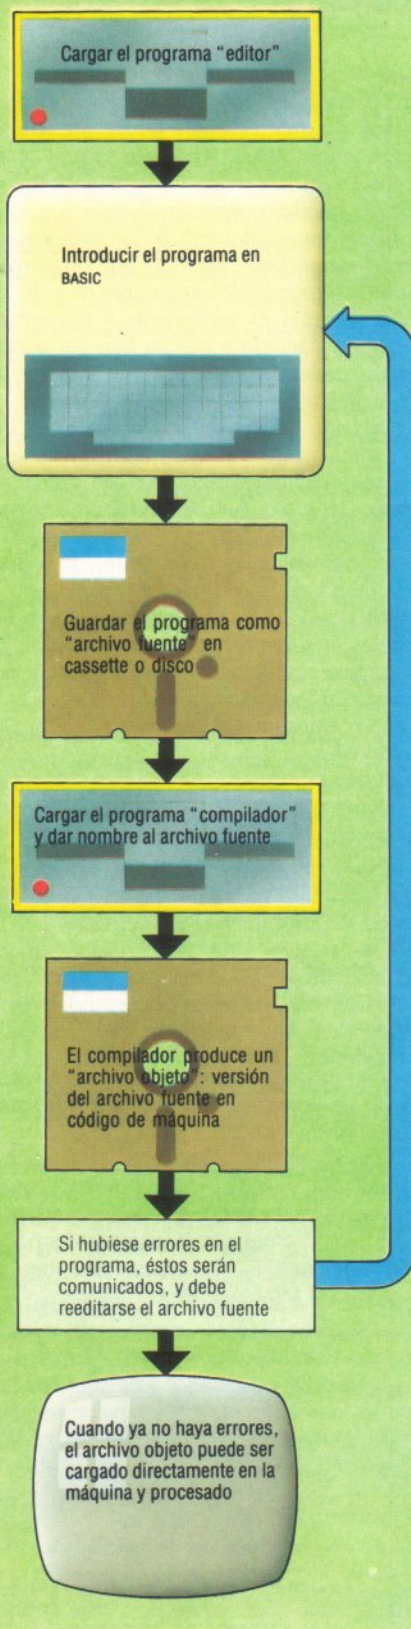 Cargar el programa “editor”
Introducir el programa en
BASIC
Guardar el programa como
“archivo fuente” en
cassette o disco
Cargar el programa “compilador”
y dar nombre al archivo fuente
El compilador produce un
“archivo objeto”: versión
del archivo fuente en
código de máquina
Si hubiese errores en el
programa, éstos serán
comunicados, y debe
reeditarse el archivo fuente
Cuando ya no haya errores,
el archivo objeto puede ser
cargado directamente en la
máquina y procesado